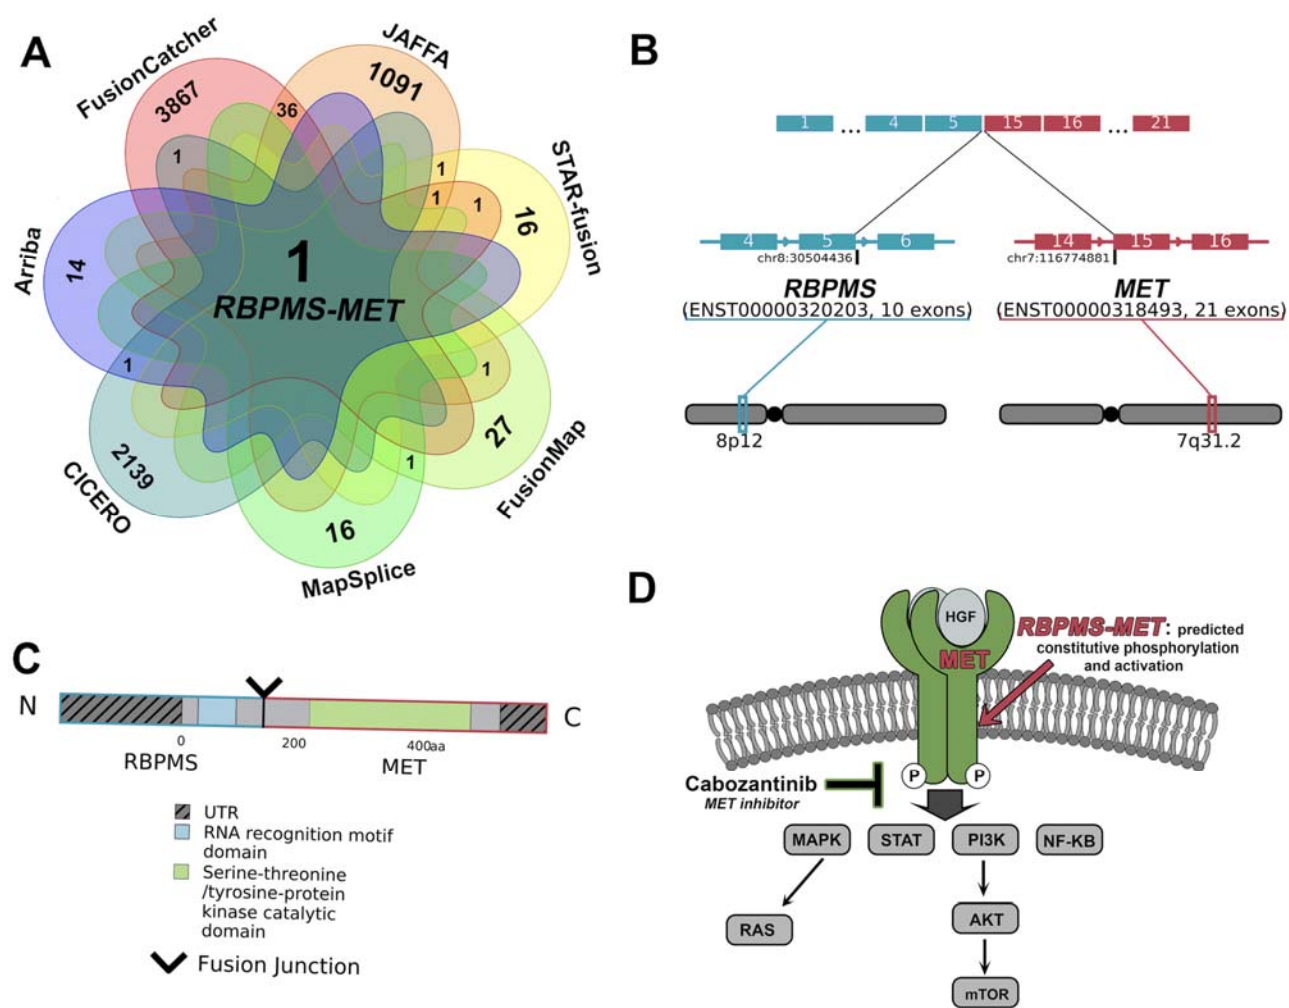 A
FusionCatcher
JAFFA
STAR-fusion
FusionMap
MapSplice
CICERO
Arriba
3867
36
1091
1
1
1
1
16
14
1
RBPMS-MET
1
1
27
1
2139
16
B
1 ... 4 5 15 16 ... 21
4 5 6
14 15 16
chr8:30504436
chr7:116774881
RBPMS
(ENST00000320203, 10 exons)
MET
(ENST00000318493, 21 exons)
8p12
7q31.2
C
N
C
0
200
400aa
RBPMS
MET
UTR
RNA recognition motif
domain
Serine-threonine
/tyrosine-protein
kinase catalytic
domain
Fusion Junction
D
HGF
MET
RBPMS-MET: predicted
constitutive phosphorylation
and activation
P
P
Cabozantinib
MET inhibitor
MAPK
STAT
PI3K
NF-KB
RAS
AKT
mTOR